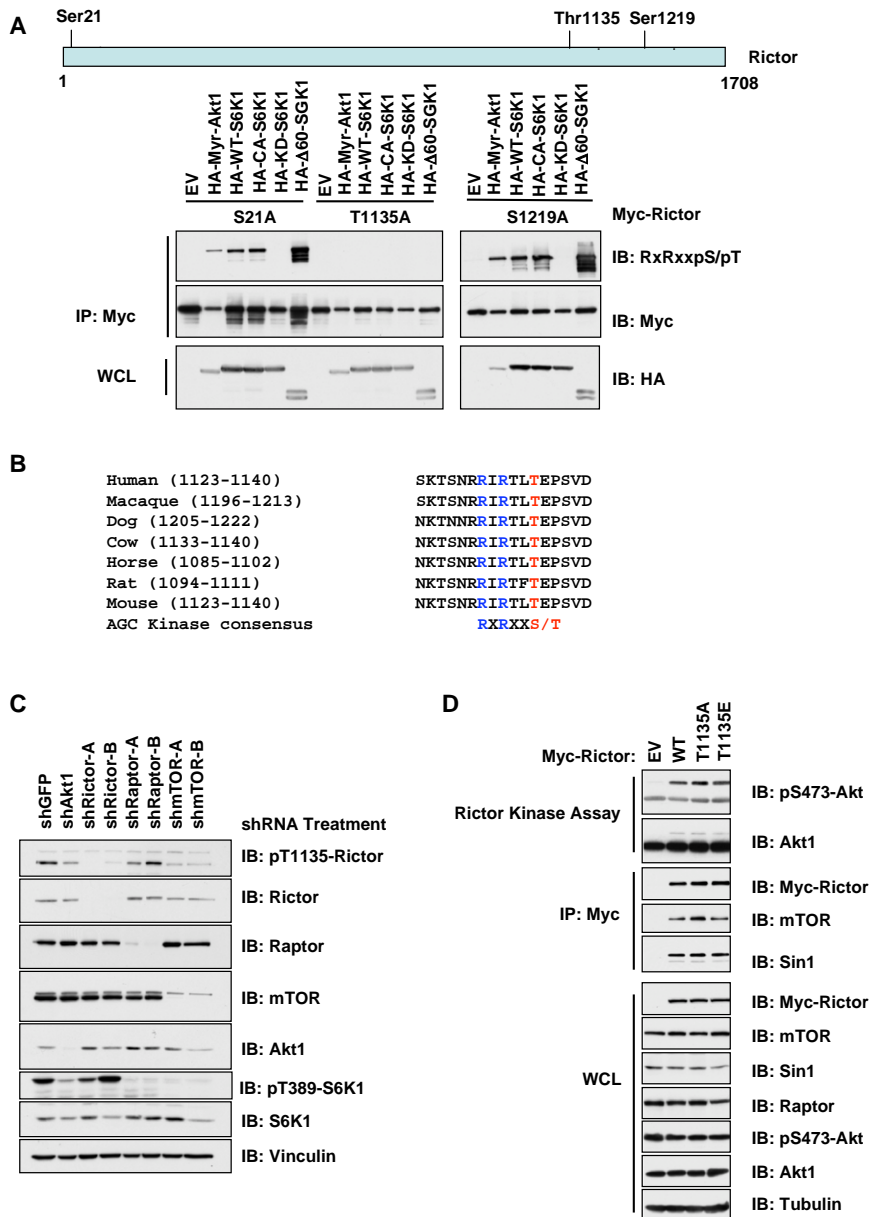 A
Ser21
Thr1135
Ser1219
Rictor
1
1708
EV
HA-Myr-Akt1
HA-WT-S6K1
HA-CA-S6K1
HA-KD-S6K1
HA-Δ60-SGK1
EV
HA-Myr-Akt1
HA-WT-S6K1
HA-CA-S6K1
HA-KD-S6K1
HA-Δ60-SGK1
EV
HA-Myr-Akt1
HA-WT-S6K1
HA-CA-S6K1
HA-KD-S6K1
HA-Δ60-SGK1
S21A
T1135A
S1219A
Myc-Rictor
IB: RxRxxpS/pT
IP: Myc
IB: Myc
WCL
IB: HA
B
Human (1123-1140) SKTSNRRIRTLTEPSVD
Macaque (1196-1213) SKTSNRRIRTLTEPSVD
Dog (1205-1222) NKTNNRRIRTLTEPSVD
Cow (1133-1140) NKTSNRRIRTLTEPSVD
Horse (1085-1102) NKTSNRRIRTLTEPSVD
Rat (1094-1111) NKTSNRRIRTFTEPSVD
Mouse (1123-1140) NKTSNRRIRTLTEPSVD
AGC Kinase consensus RXRXXS/T
C
shGFP
shAkt1
shRictor-A
shRictor-B
shRaptor-A
shRaptor-B
shmTOR-A
shmTOR-B
shRNA Treatment
IB: pT1135-Rictor
IB: Rictor
IB: Raptor
IB: mTOR
IB: Akt1
IB: pT389-S6K1
IB: S6K1
IB: Vinculin
D
Myc-Rictor:
EV
WT
T1135A
T1135E
Rictor Kinase Assay
IB: pS473-Akt
IB: Akt1
IP: Myc
IB: Myc-Rictor
IB: mTOR
IB: Sin1
WCL
IB: Myc-Rictor
IB: mTOR
IB: Sin1
IB: Raptor
IB: pS473-Akt
IB: Akt1
IB: Tubulin